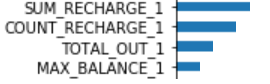 SUM_RECHARGE_1
COUNT_RECHARGE_1
TOTAL_OUT_1
MAX_BALANCE_1